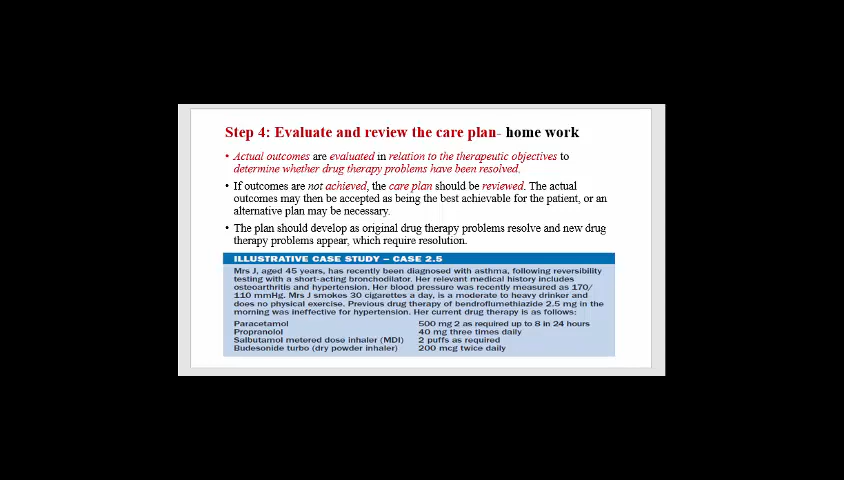 Step 4: Evaluate and review the care plan- home work
• Actual outcomes are evaluated in relation to the therapeutic objectives to
determine whether drug therapy problems have been resolved.
• If outcomes are not achieved, the care plan should be reviewed. The actual
outcomes may then be accepted as being the best achievable for the patient, or an
alternative plan may be necessary.
• The plan should develop as original drug therapy problems resolve and new drug
therapy problems appear, which require resolution.
ILLUSTRATIVE CASE STUDY – CASE 2.5
Mrs J, aged 45 years, has recently been diagnosed with asthma, following reversibility
testing with a short-acting bronchodilator. Her relevant medical history includes
osteoarthritis and hypertension. Her blood pressure was recently measured as 170/
110 mmHg. Mrs J smokes 30 cigarettes a day, is a moderate to heavy drinker and
does no physical exercise. Previous drug therapy of bendroflumethiazide 2.5 mg in the
morning was ineffective for hypertension. Her current drug therapy is as follows:
Paracetamol 500 mg 2 as required up to 8 in 24 hours
Propranolol 40 mg three times daily
Salbutamol metered dose inhaler (MDI) 2 puffs as required
Budesonide turbo (dry powder inhaler) 200 mcg twice daily